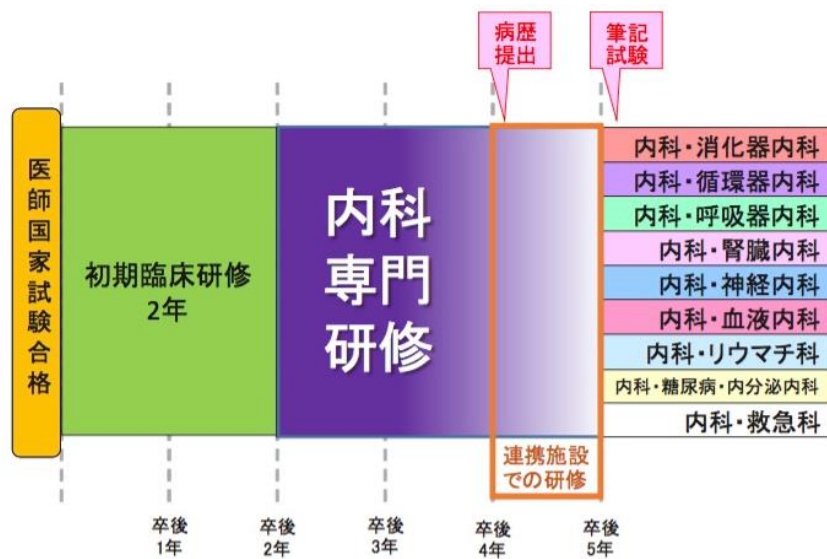 病歴
提出
筆記
試験
医師国家試験合格
初期臨床研修
2年
内科
専門
研修
内科・消化器内科
内科・循環器内科
内科・呼吸器内科
内科・腎臓内科
内科・神経内科
内科・血液内科
内科・リウマチ科
内科・糖尿病・内分泌内科
内科・救急科
連携施設
での研修
卒後
1年
卒後
2年
卒後
3年
卒後
4年
卒後
5年